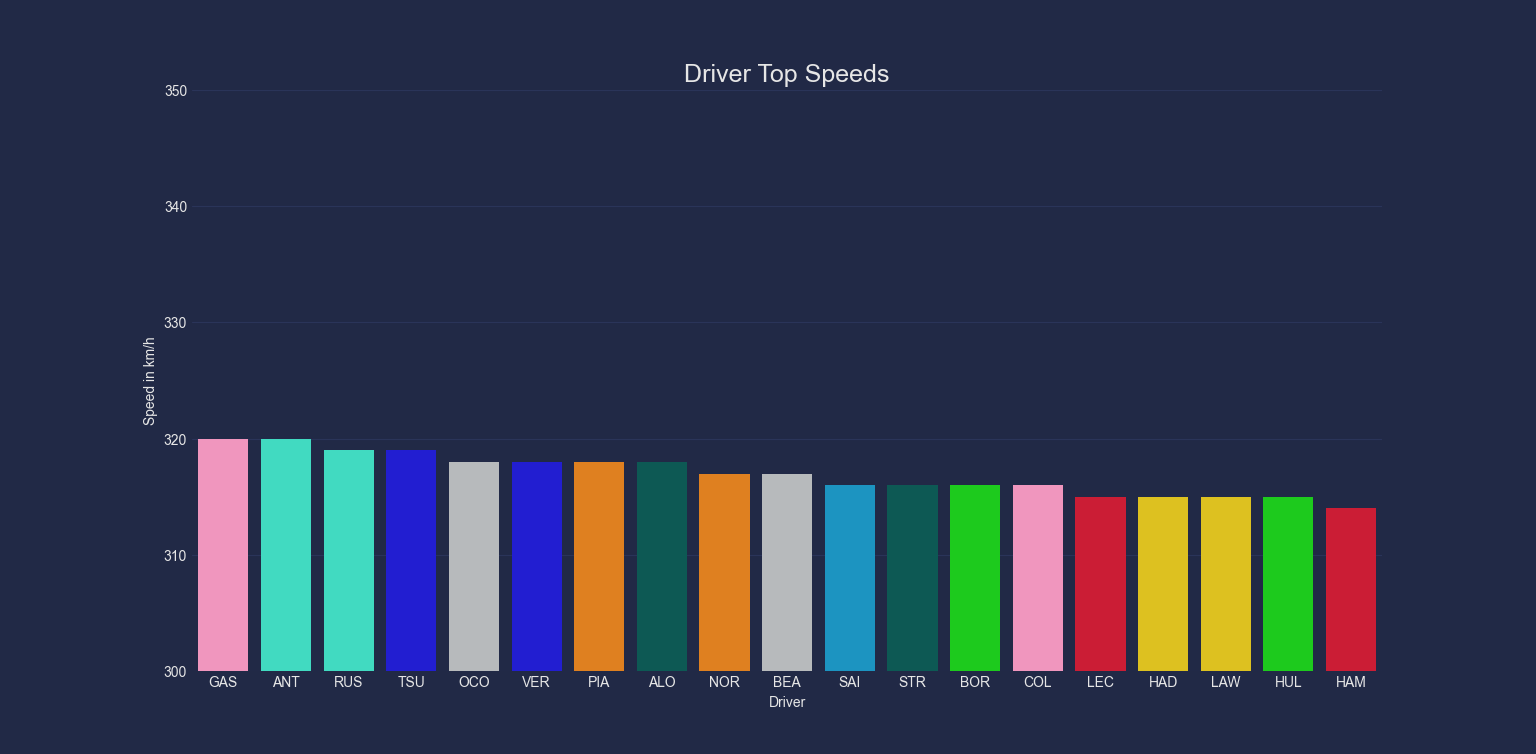 Driver Top Speeds
350
340
330
320
310
300
Speed in km/h
GAS ANT RUS TSU OCO VER PIA ALO NOR BEA SAI STR BOR COL LEC HAD LAW HUL HAM
Driver